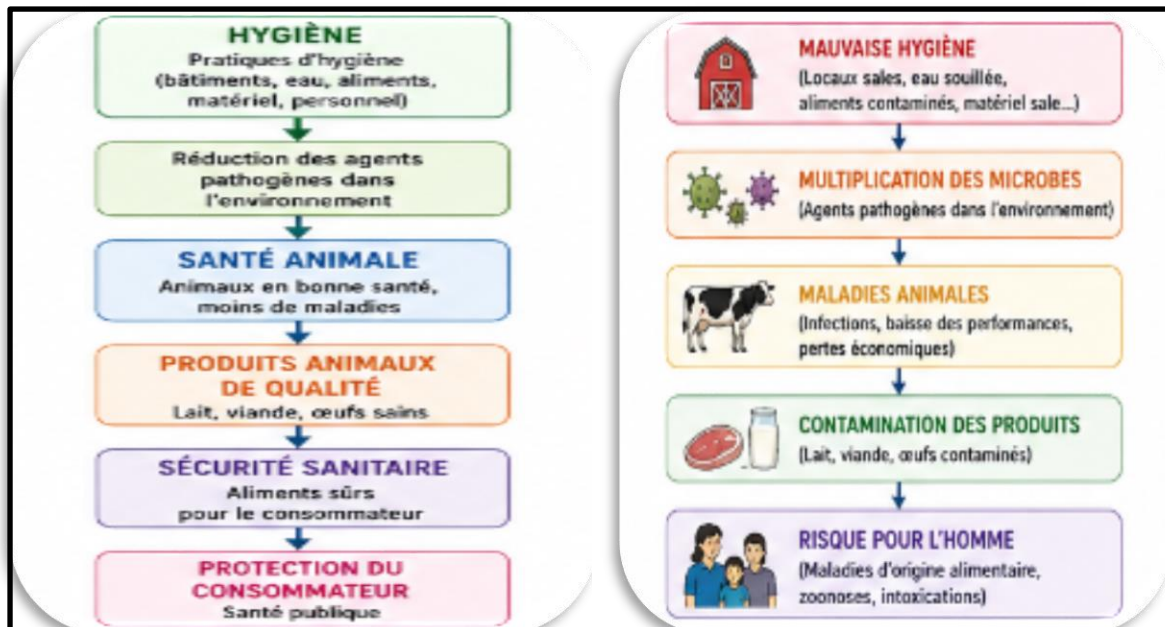 HYGIÈNE
Pratiques d'hygiène
(bâtiments, eau, aliments,
matériel, personnel)
Réduction des agents
pathogènes dans
l'environnement
SANTÉ ANIMALE
Animaux en bonne santé,
moins de maladies
PRODUITS ANIMAUX
DE QUALITÉ
Lait, viande, œufs sains
SÉCURITÉ SANITAIRE
Aliments sûrs
pour le consommateur
PROTECTION DU
CONSOMMATEUR
Santé publique
MAUVAISE HYGIÈNE
(Locaux sales, eau souillée,
aliments contaminés, matériel sale...)
MULTIPLICATION DES MICROBES
(Agents pathogènes dans l'environnement)
MALADIES ANIMALES
(Infections, baisse des performances,
pertes économiques)
CONTAMINATION DES PRODUITS
(Lait, viande, œufs contaminés)
RISQUE POUR L'HOMME
(Maladies d'origine alimentaire,
zoonoses, intoxications)